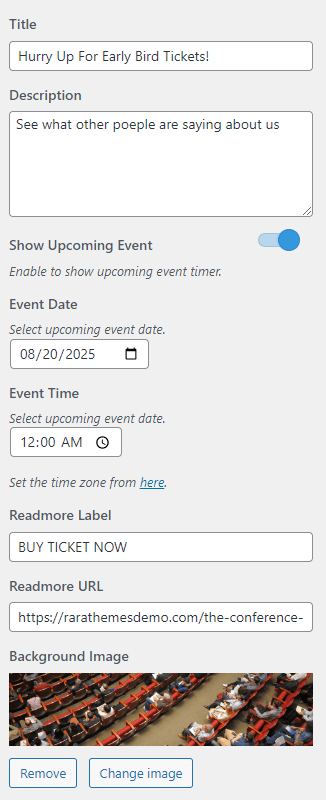 Title
Hurry Up For Early Bird Tickets!
Description
See what other poeple are saying about us
Show Upcoming Event
Enable to show upcoming event timer.
Event Date
Select upcoming event date.
08/20/2025
Event Time
Select upcoming event date.
12:00 AM
Set the time zone from here.
Readmore Label
BUY TICKET NOW
Readmore URL
https://rarathemesdemo.com/the-conference-
Background Image
Remove
Change image